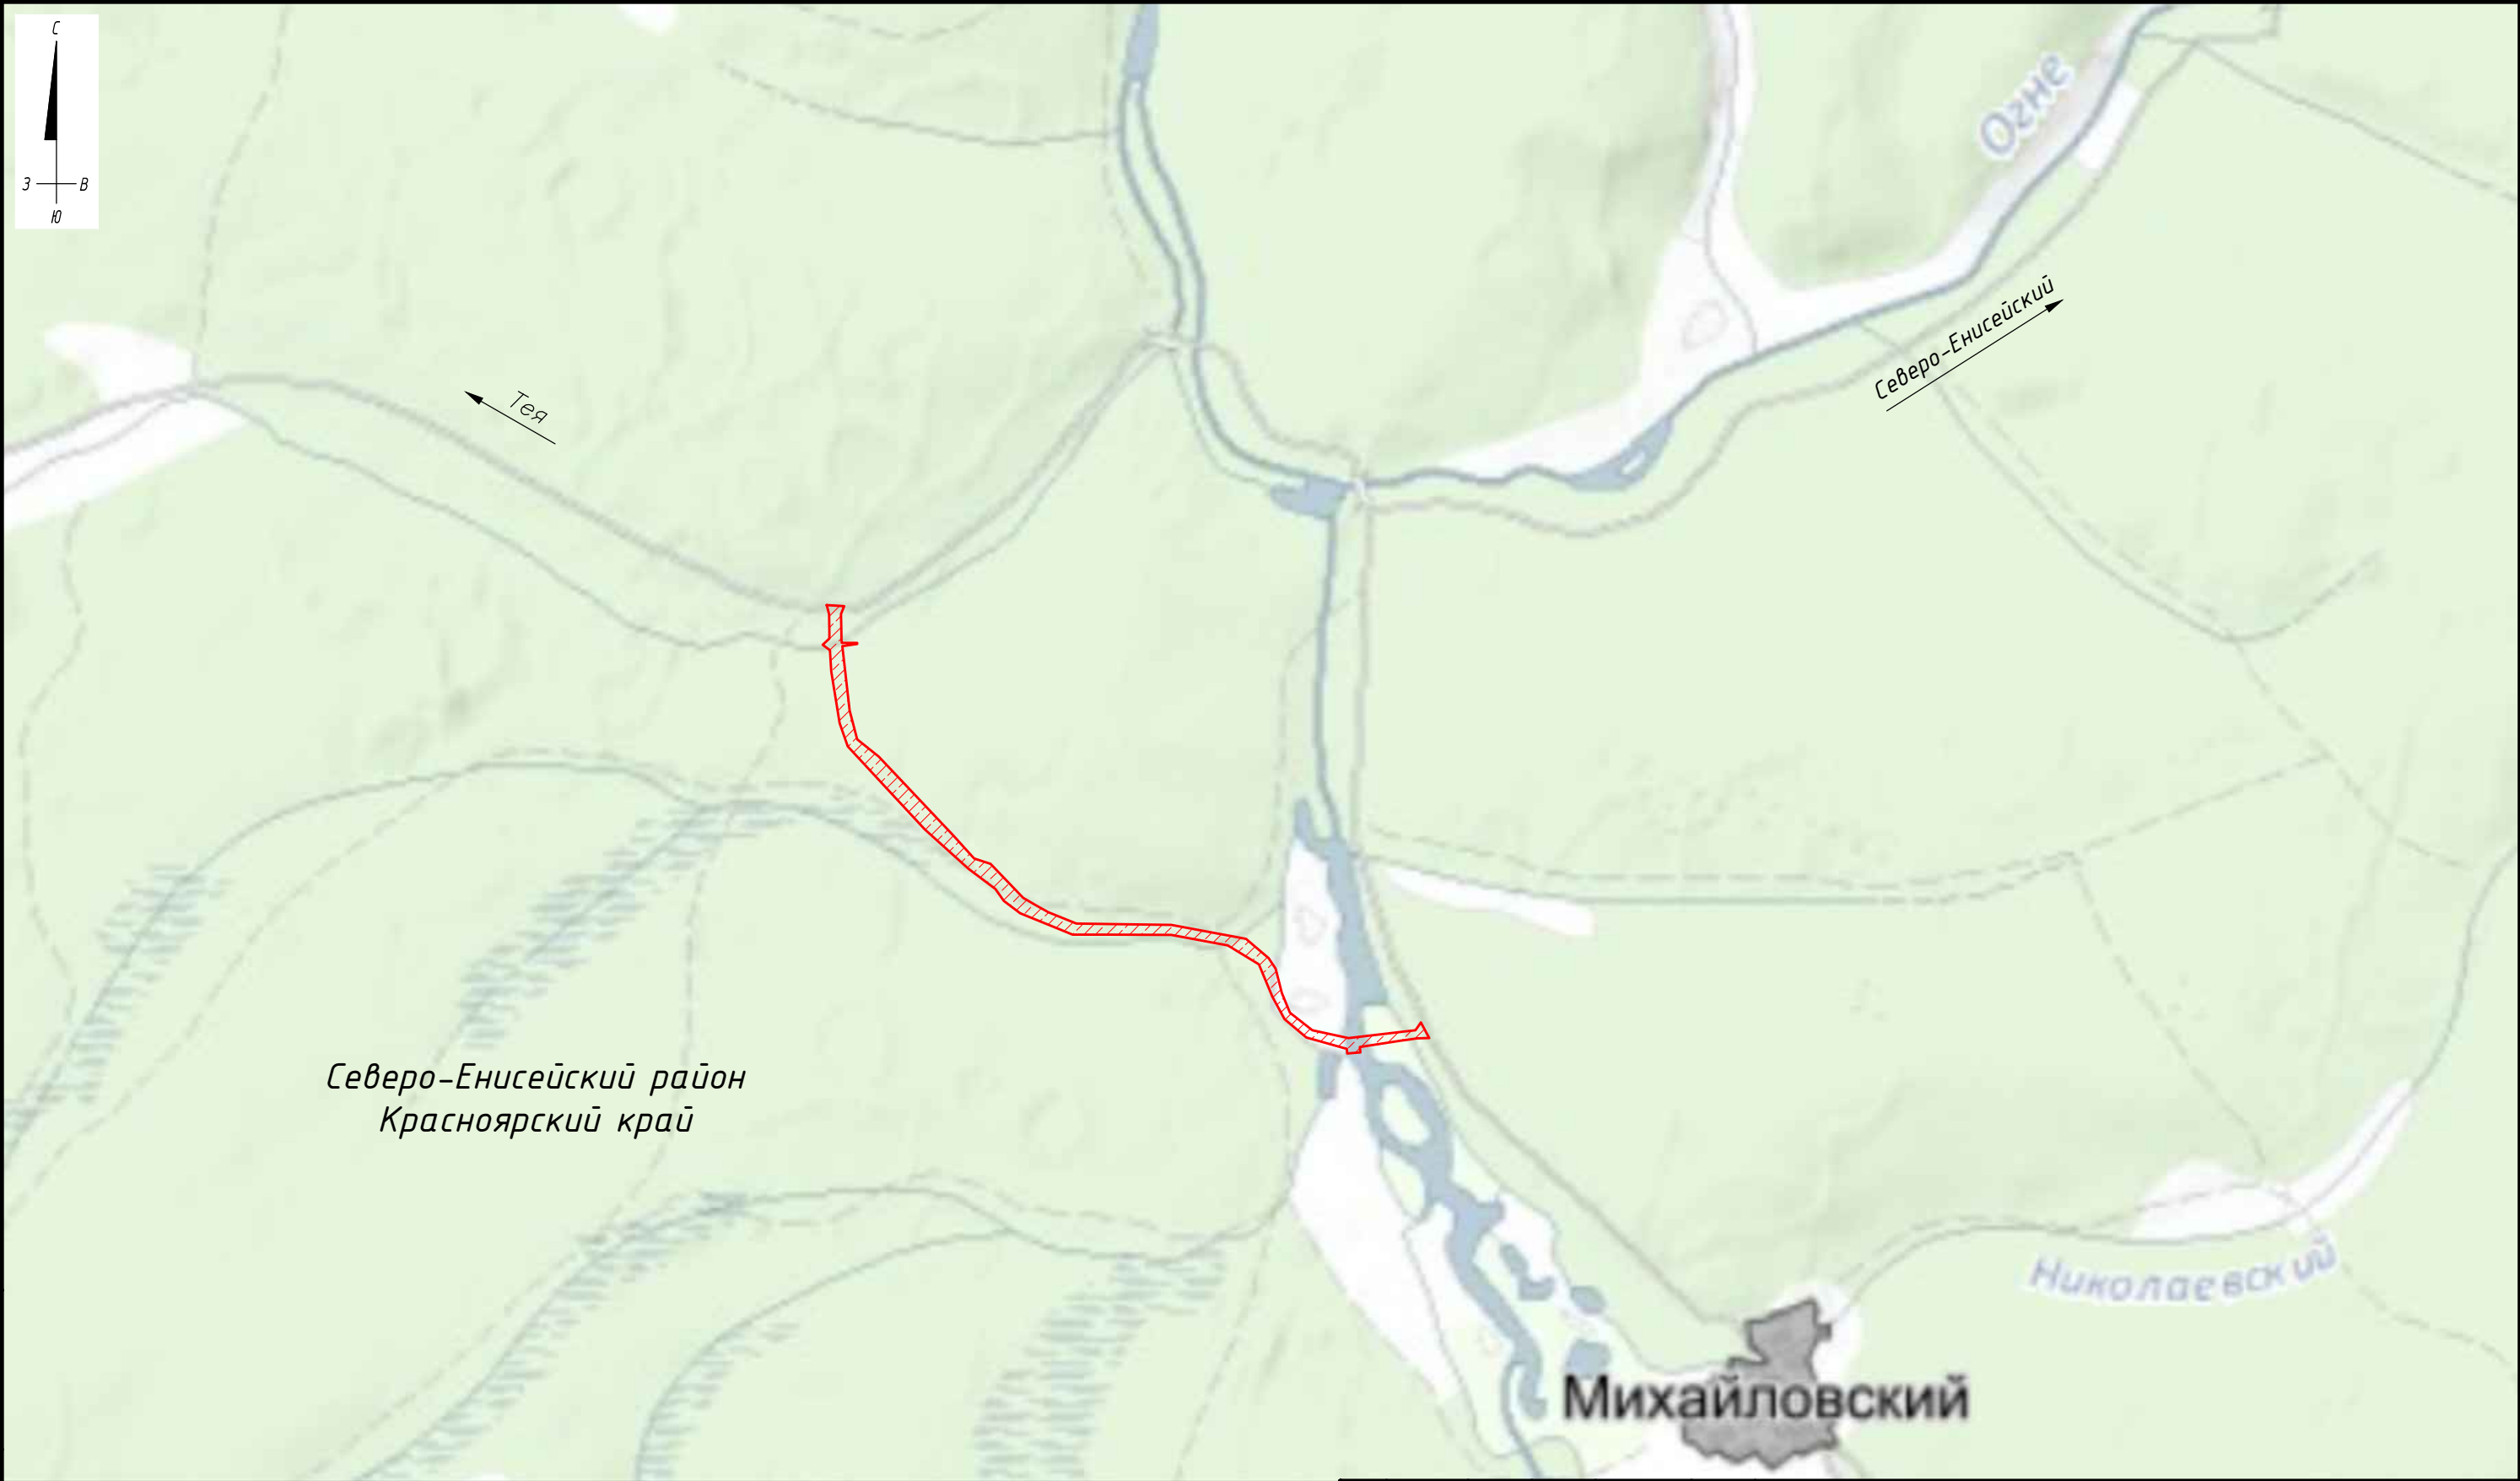 С
З
В
Ю
Огне
Северо-Енисейский
Тея
Северо-Енисейский район
Красноярский край
Николаевский
Михайловский